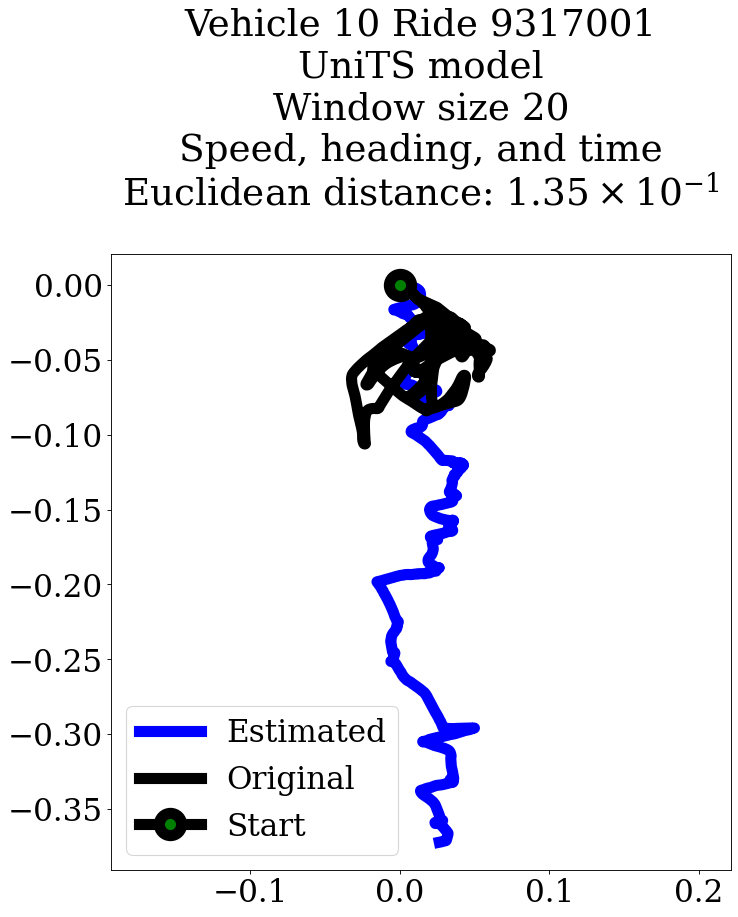 Vehicle 10 Ride 9317001
UniTS model
Window size 20
Speed, heading, and time
Euclidean distance: 1.35 × 10⁻¹
0.00
−0.05
−0.10
−0.15
−0.20
−0.25
−0.30
−0.35
Estimated
Original
Start
−0.1 0.0 0.1 0.2